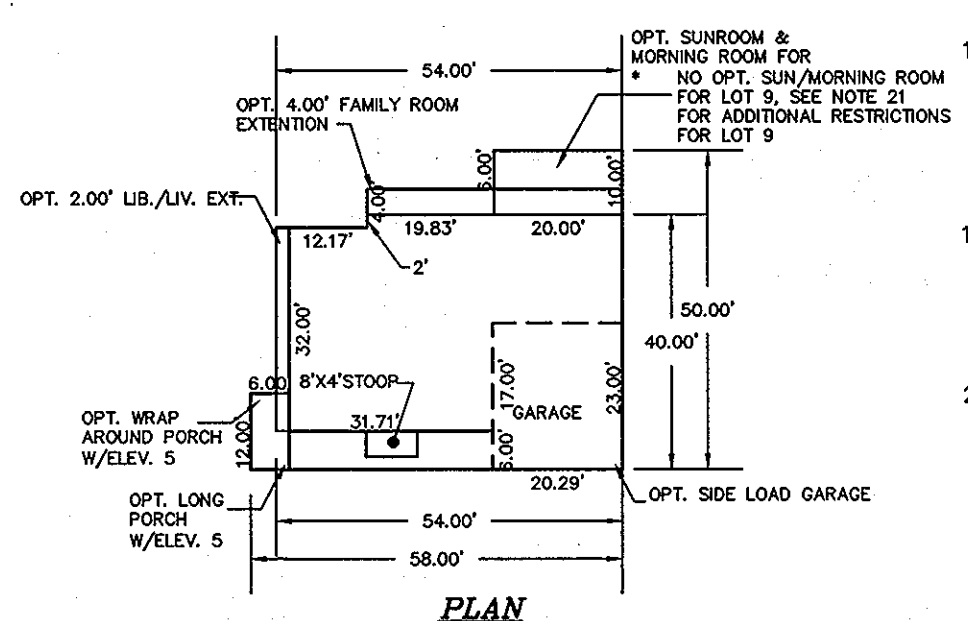 OPT. SUNROOM &
MORNING ROOM FOR
* NO OPT. SUN/MORNING ROOM
FOR LOT 9, SEE NOTE 21
FOR ADDITIONAL RESTRICTIONS
FOR LOT 9
1
54.00'
OPT. 4.00' FAMILY ROOM
EXTENTION
6.00'
10.00'
4.00'
OPT. 2.00' LIB./LIV. EXT.
12.17'
19.83'
20.00'
2'
1
50.00'
40.00'
32.00'
6.00
8'X4'STOOP
17.00'
GARAGE
23.00'
2
OPT. WRAP
AROUND PORCH
W/ELEV. 5
12.00
31.71'
6.00'
20.29'
OPT. SIDE LOAD GARAGE
OPT. LONG
PORCH
W/ELEV. 5
54.00'
58.00'
PLAN